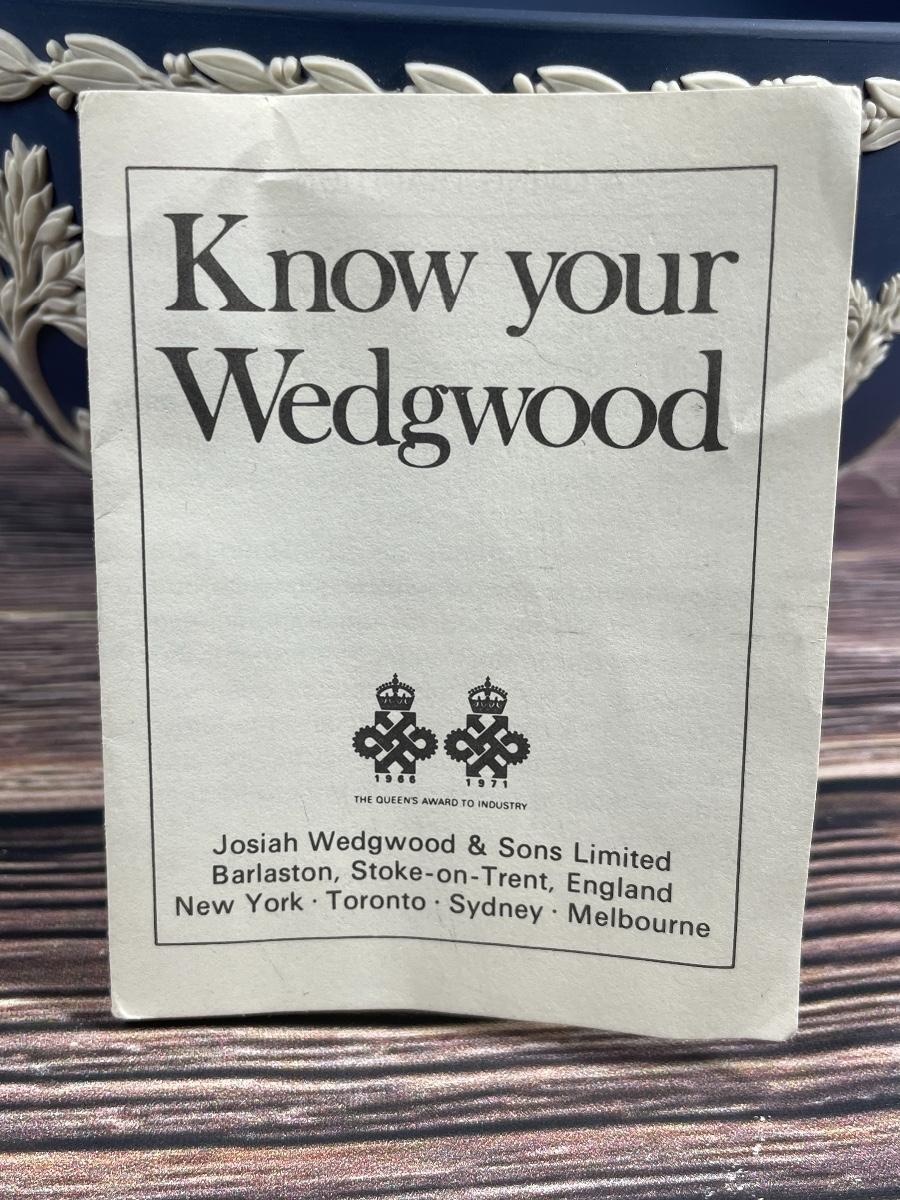 Know your
Wedgwood
1966 1971
THE QUEEN'S AWARD TO INDUSTRY
Josiah Wedgwood & Sons Limited
Barlaston, Stoke-on-Trent, England
New York · Toronto · Sydney · Melbourne